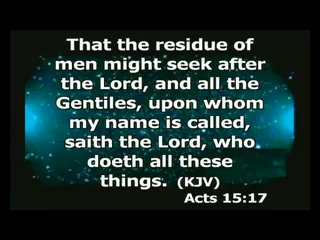 That the residue of
men might seek after
the Lord, and all the
Gentiles, upon whom
my name is called,
saith the Lord, who
doeth all these
things. (KJV)
Acts 15:17